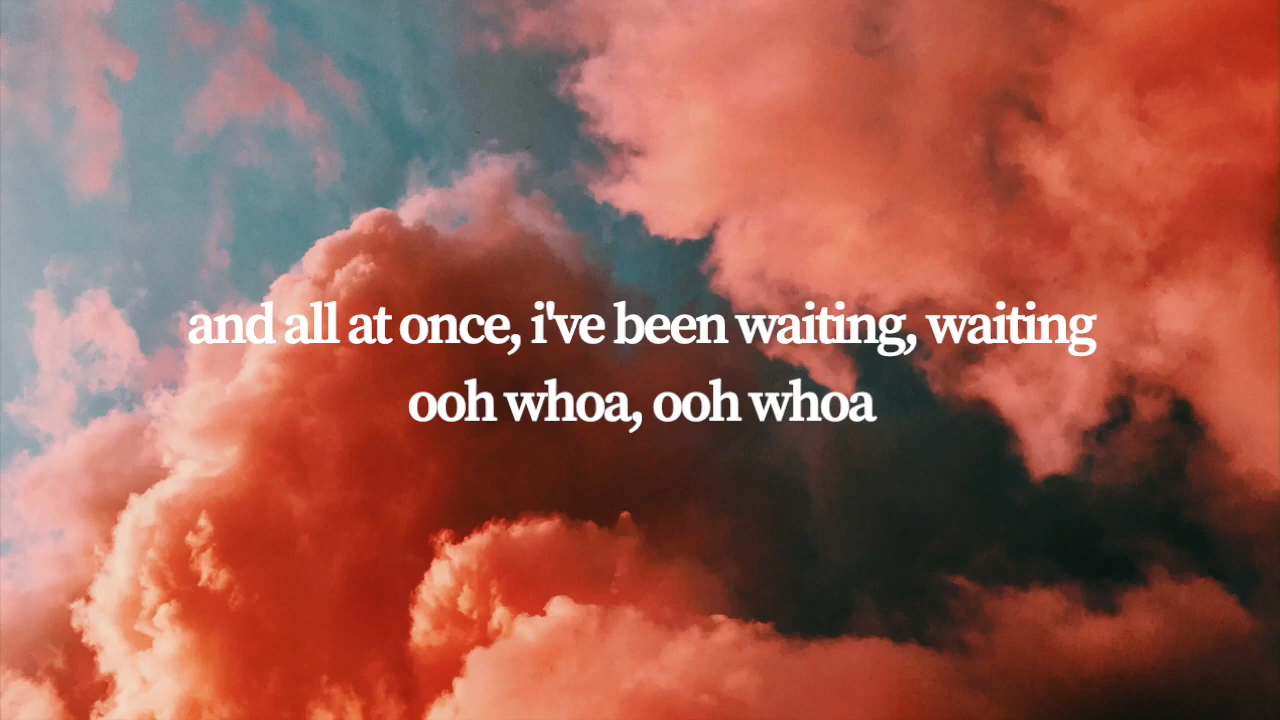 and all at once, i've been waiting, waiting
ooh whoa, ooh whoa